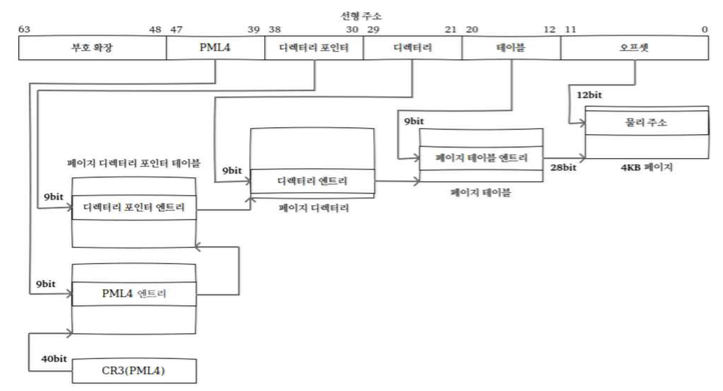 선형 주소
63 48 47 39 38 30 29 21 20 12 11 0
부호 확장 PML4 디렉터리 포인터 디렉터리 테이블 오프셋
12bit
물리 주소
9bit
페이지 테이블 엔트리
28bit
4KB 페이지
페이지 디렉터리 포인터 테이블
9bit
디렉터리 엔트리
페이지 테이블
9bit
디렉터리 포인터 엔트리
페이지 디렉터리
9bit
PML4 엔트리
40bit
CR3(PML4)